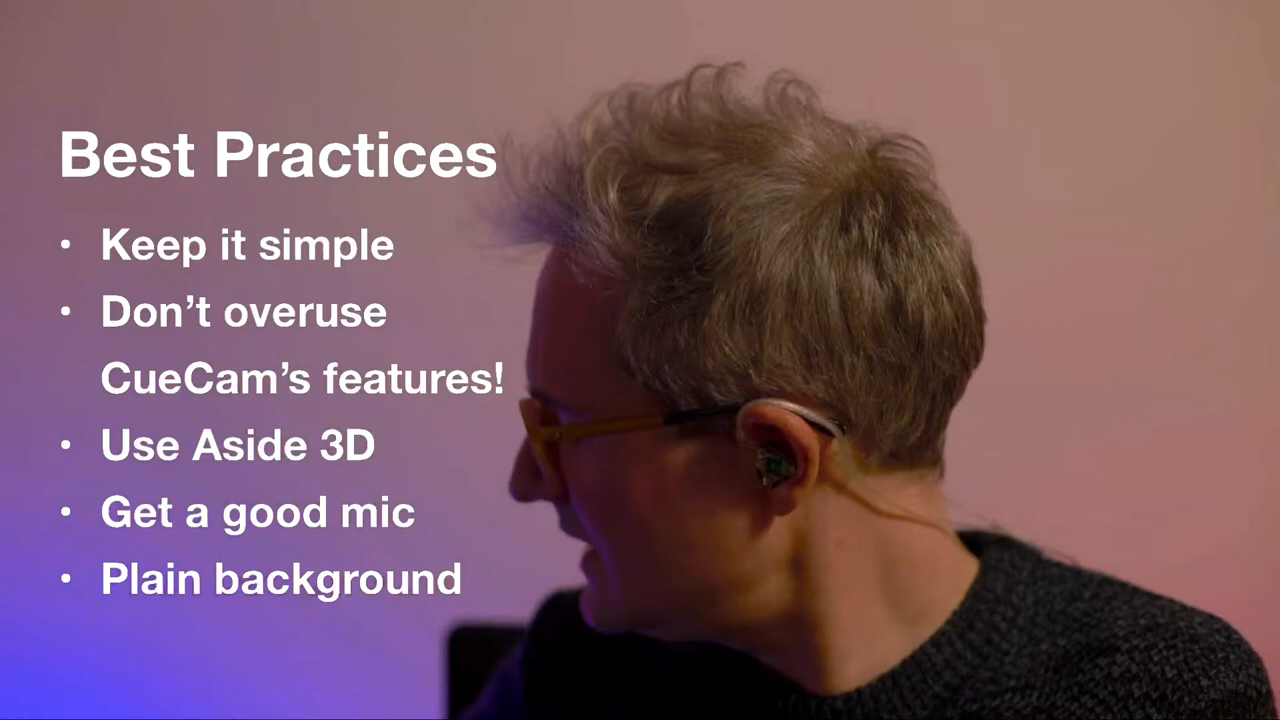 Best Practices
• Keep it simple
• Don’t overuse
CueCam’s features!
• Use Aside 3D
• Get a good mic
• Plain background